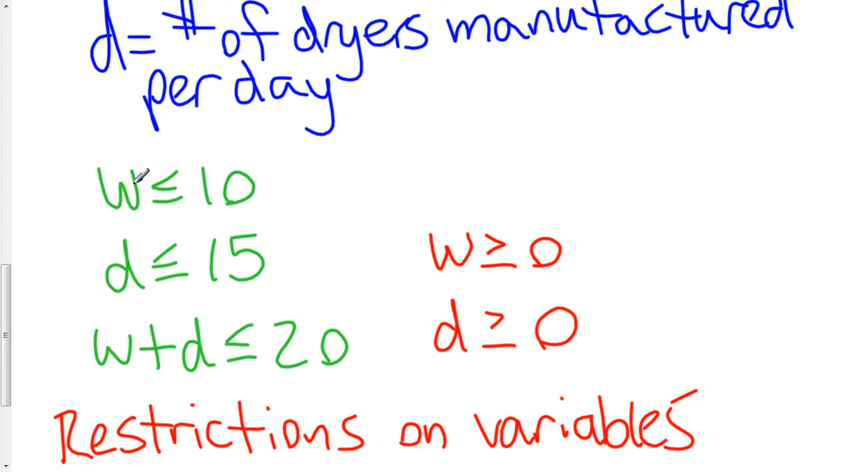 d = # of dryers manufactured
per day
w ≤ 10
d ≤ 15
w + d ≤ 20
w ≥ 0
d ≥ 0
Restrictions on variables